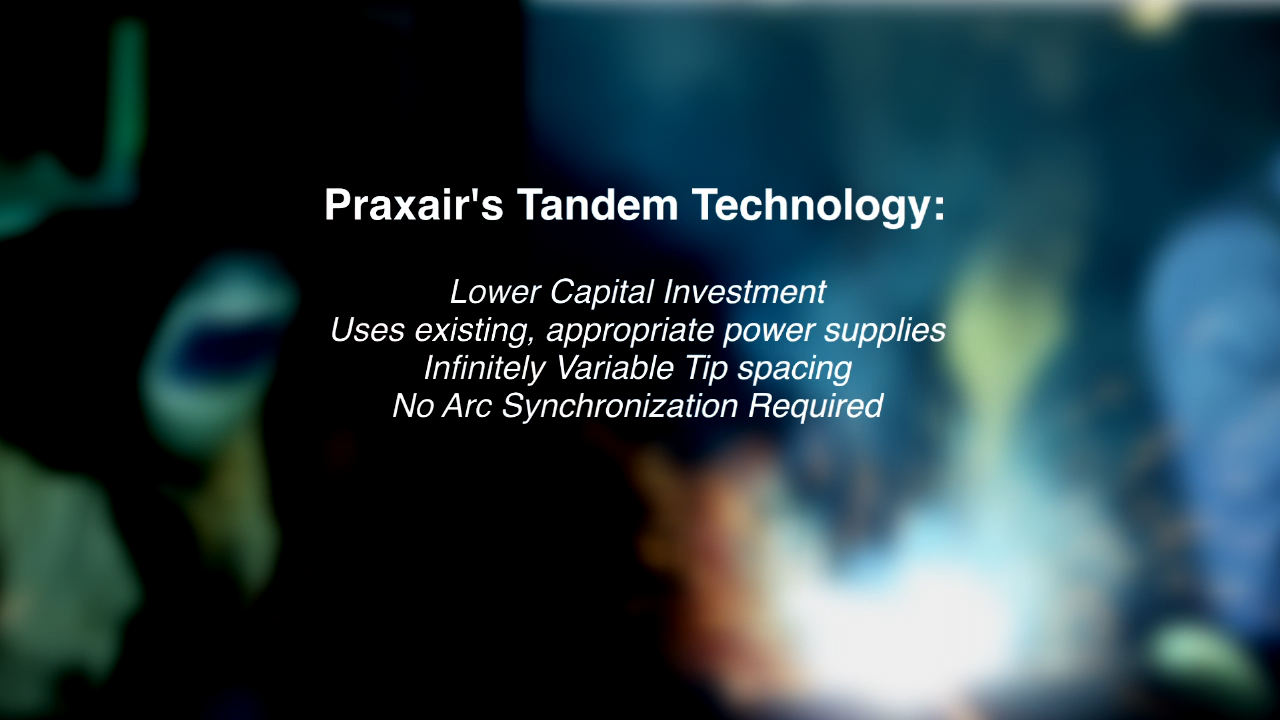 Praxair's Tandem Technology:
Lower Capital Investment
Uses existing, appropriate power supplies
Infinitely Variable Tip spacing
No Arc Synchronization Required